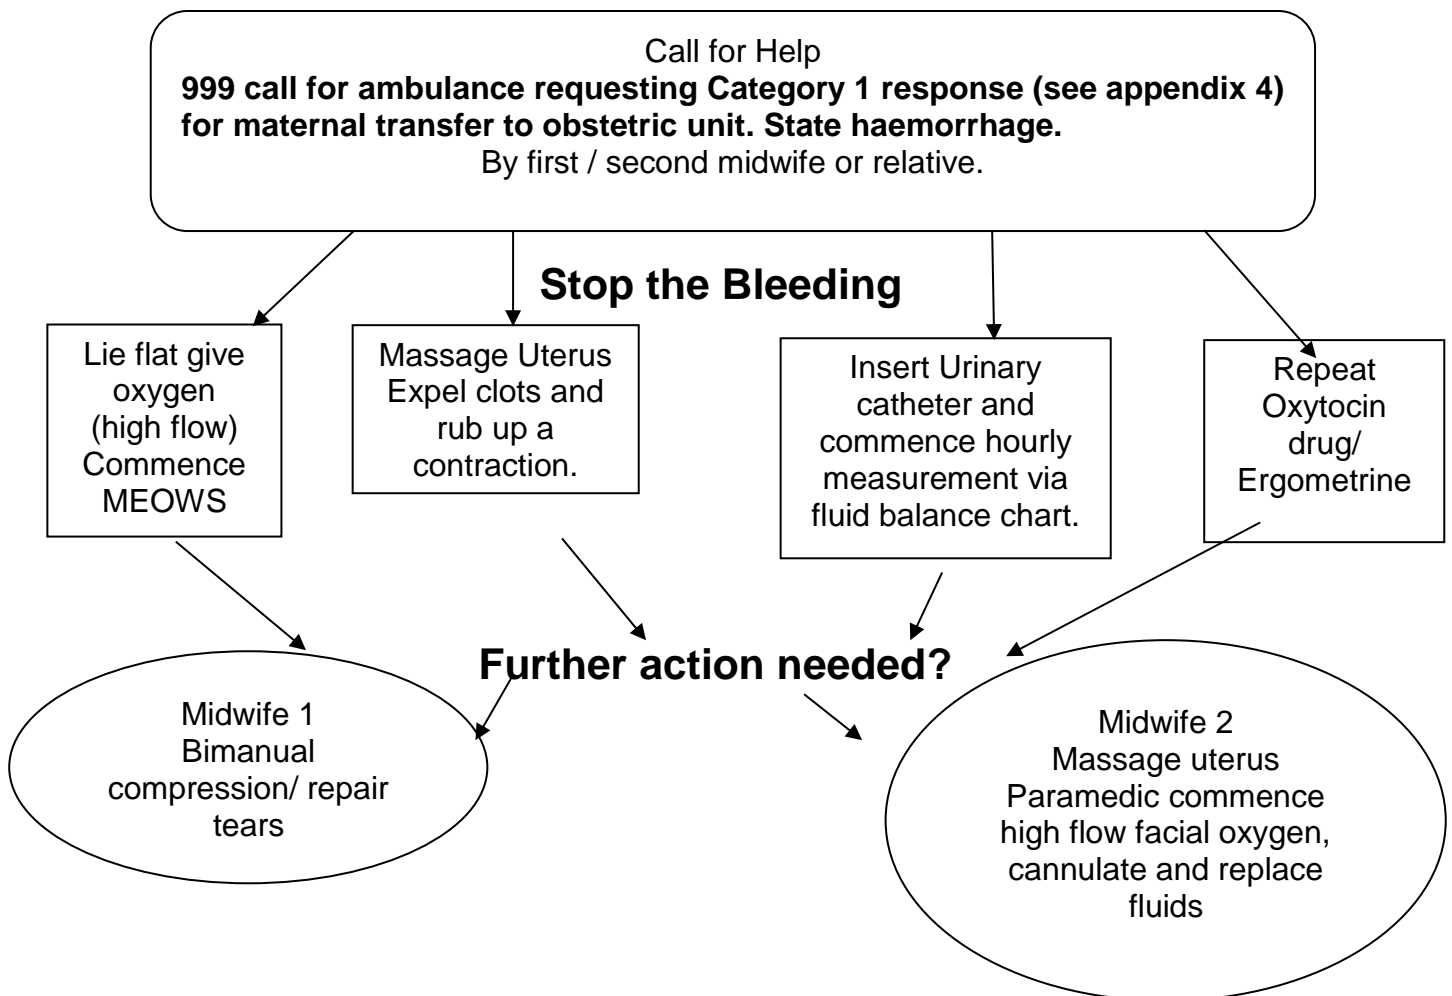 Call for Help
999 call for ambulance requesting Category 1 response (see appendix 4)
for maternal transfer to obstetric unit. State haemorrhage.
By first / second midwife or relative.
Stop the Bleeding
Lie flat give
oxygen
(high flow)
Commence
MEOWS
Massage Uterus
Expel clots and
rub up a
contraction.
Insert Urinary
catheter and
commence hourly
measurement via
fluid balance chart.
Repeat
Oxytocin
drug/
Ergometrine
Further action needed?
Midwife 1
Bimanual
compression/ repair
tears
Midwife 2
Massage uterus
Paramedic commence
high flow facial oxygen,
cannulate and replace
fluids